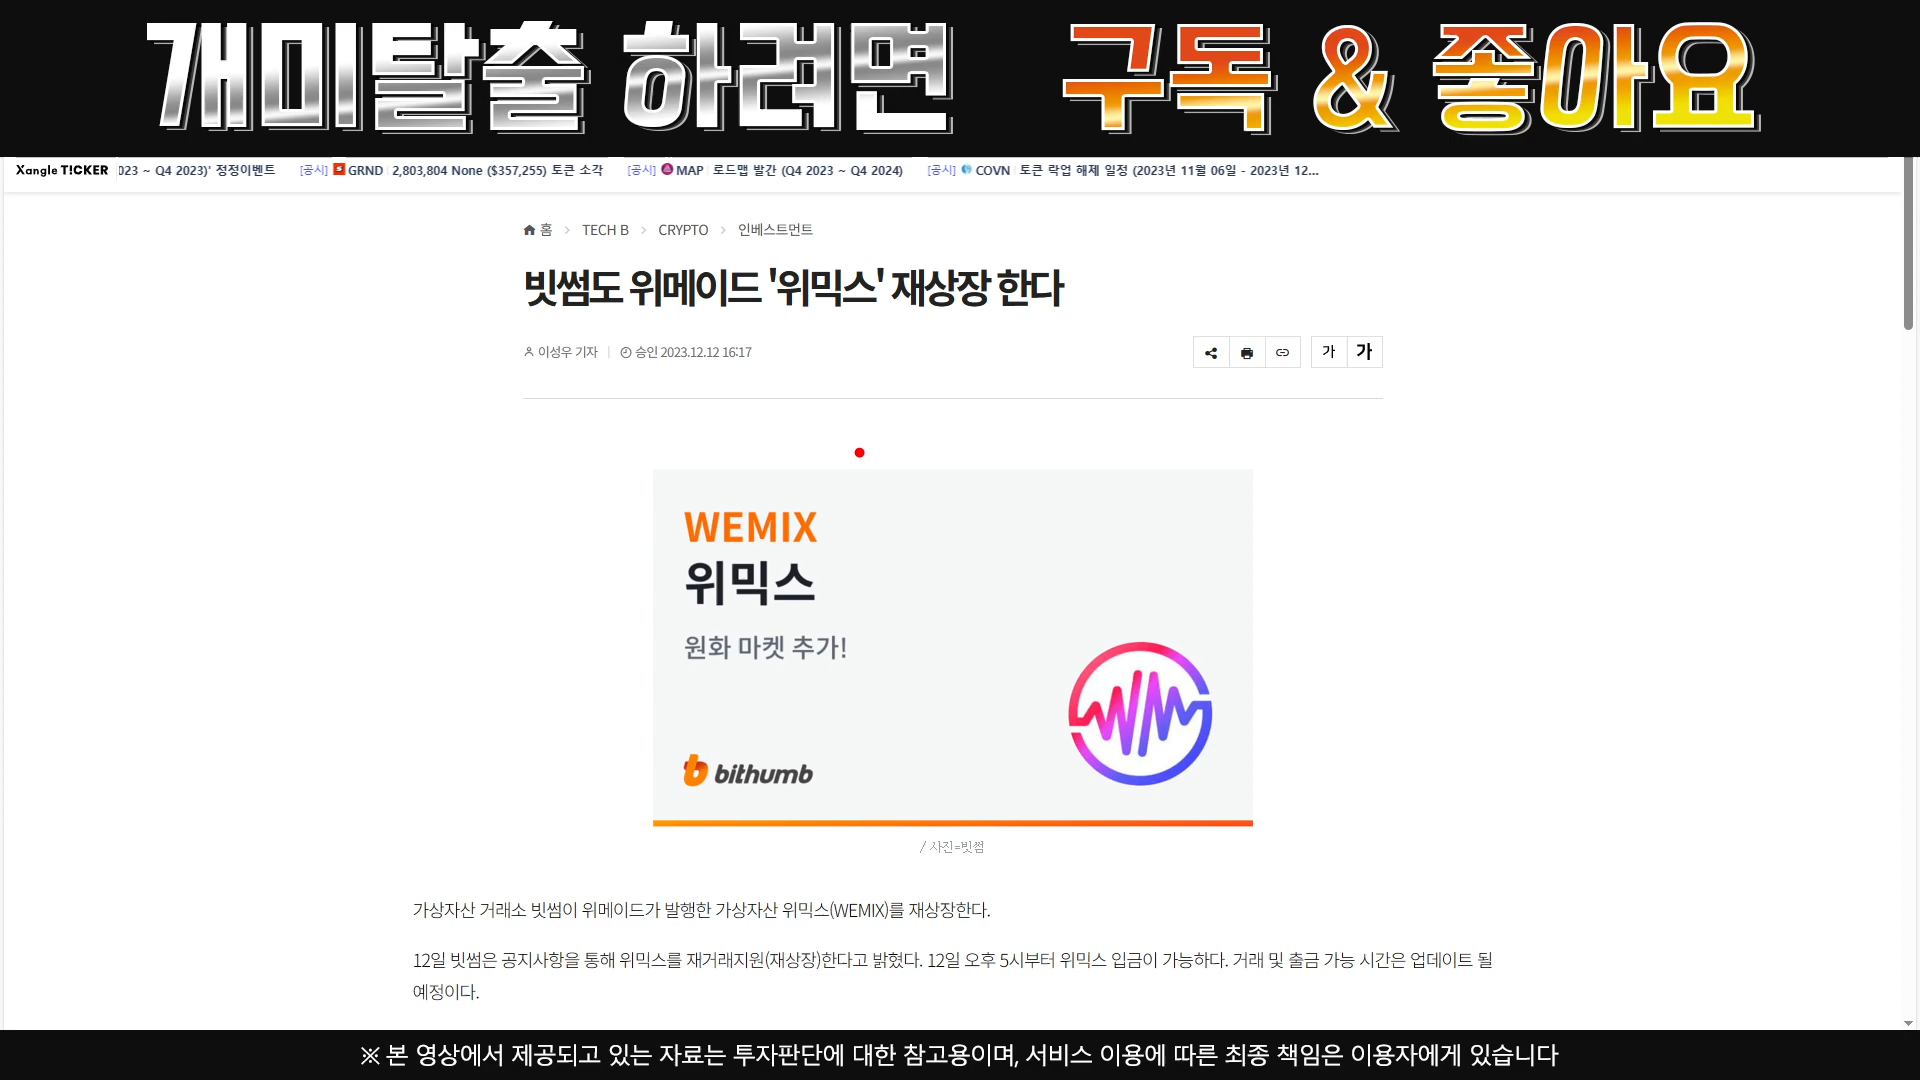 개미탈출 하려면 구독 & 좋아요
Xangle T!CKER 023 ~ Q4 2023)' 정정이벤트 [공시] GRND 2,803,804 None ($357,255) 토큰 소각 [공시] MAP 로드맵 발간 (Q4 2023 ~ Q4 2024) [공시] COVN 토큰 락업 해제 일정 (2023년 11월 06일 - 2023년 12...
홈 > TECH B > CRYPTO > 인베스트먼트
빗썸도 위메이드 '위믹스' 재상장 한다
이성우 기자 | 승인 2023.12.12 16:17
가 가
WEMIX
위믹스
원화 마켓 추가!
bithumb
/ 사진=빗썸
가상자산 거래소 빗썸이 위메이드가 발행한 가상자산 위믹스(WEMIX)를 재상장한다.
12일 빗썸은 공지사항을 통해 위믹스를 재거래지원(재상장)한다고 밝혔다. 12일 오후 5시부터 위믹스 입금이 가능하다. 거래 및 출금 가능 시간은 업데이트 될
예정이다.
※ 본 영상에서 제공되고 있는 자료는 투자판단에 대한 참고용이며, 서비스 이용에 따른 최종 책임은 이용자에게 있습니다